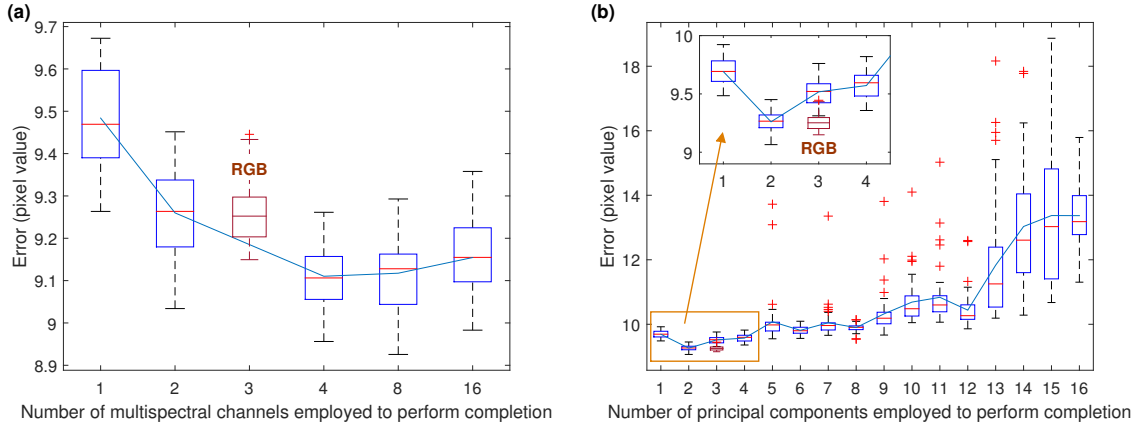 (a)
9.7
9.6
9.5
9.4
9.3
9.2
9.1
9
8.9
Error (pixel value)
RGB
1 2 3 4 8 16
Number of multispectral channels employed to perform completion
(b)
18
16
14
12
10
Error (pixel value)
10
9.5
9
RGB
1 2 3 4
1 2 3 4 5 6 7 8 9 10 11 12 13 14 15 16
Number of principal components employed to perform completion